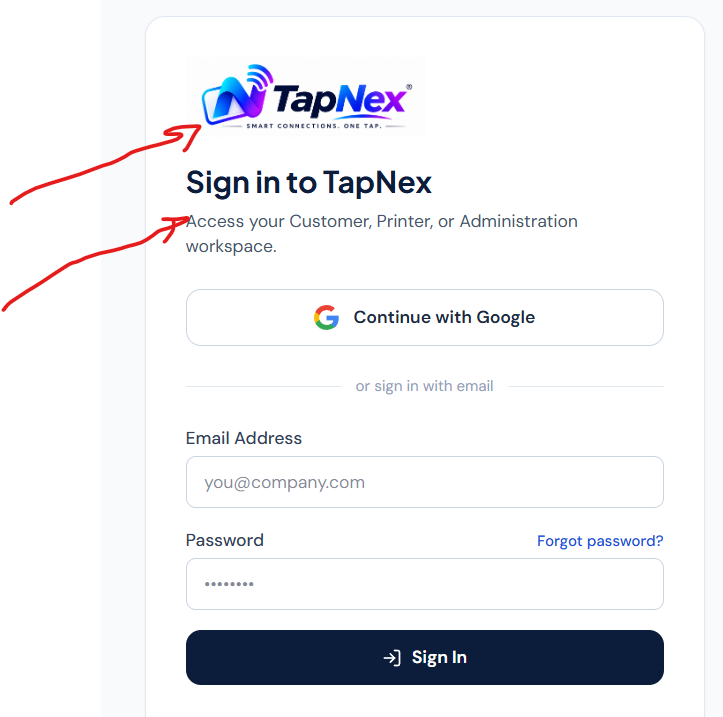 TapNex®
SMART CONNECTIONS. ONE TAP.
Sign in to TapNex
Access your Customer, Printer, or Administration
workspace.
Continue with Google
or sign in with email
Email Address
you@company.com
Password
Forgot password?
••••••••
Sign In